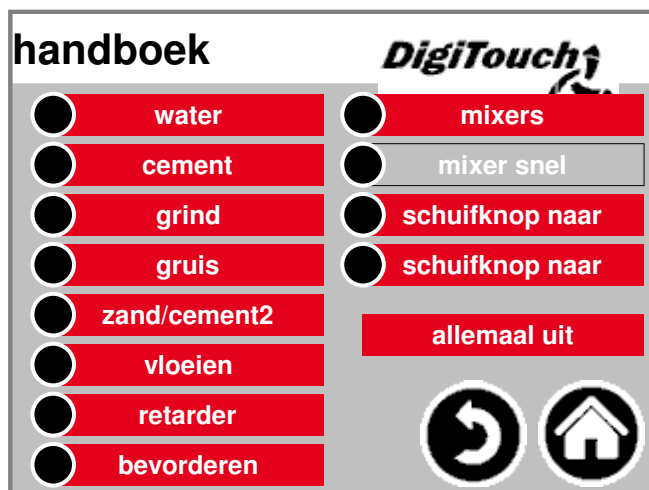 handboek
DigiTouch
water
cement
grind
gruis
zand/cement2
vloeien
retarder
bevorderen
mixers
mixer snel
schuifknop naar
schuifknop naar
allemaal uit